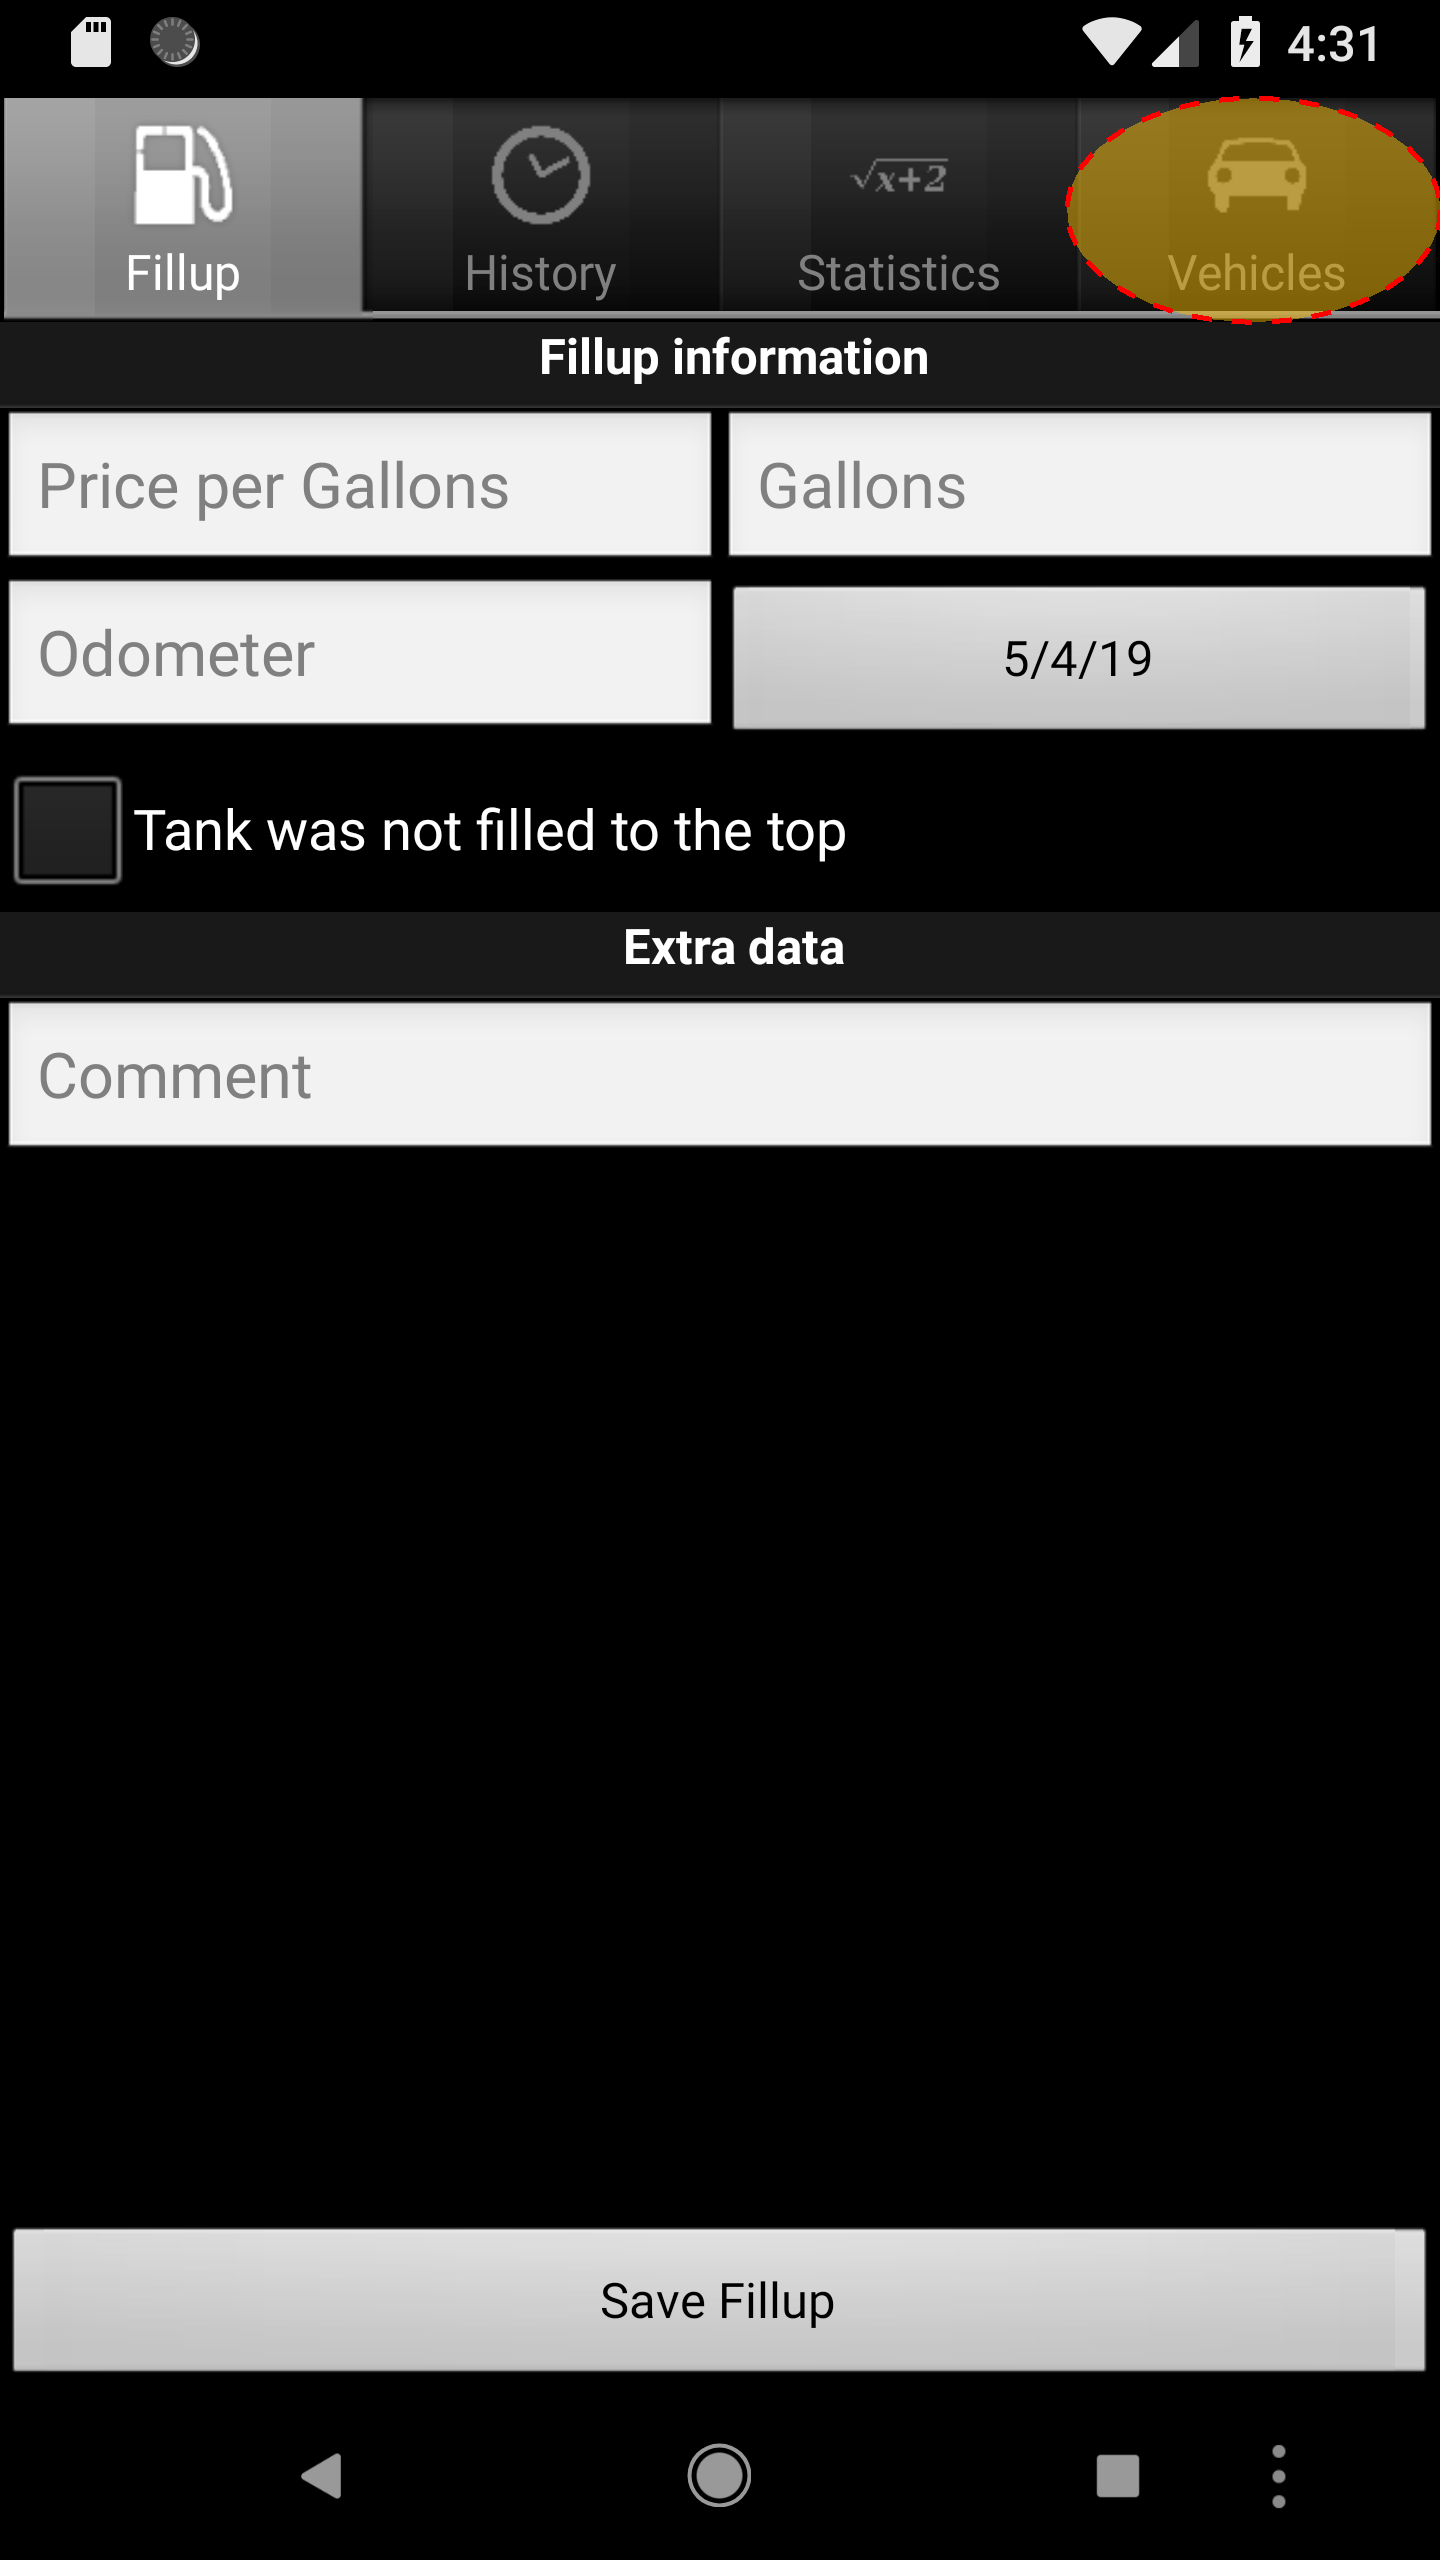 4:31
Fillup
History
√x+2
Statistics
Vehicles
Fillup information
Price per Gallons
Gallons
Odometer
5/4/19
Tank was not filled to the top
Extra data
Comment
Save Fillup